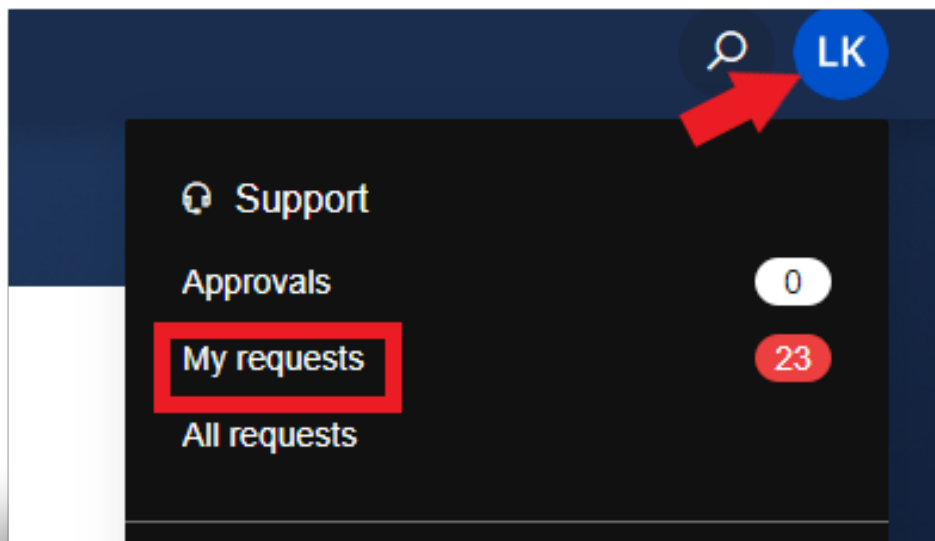 LK
Support
Approvals 0
My requests 23
All requests